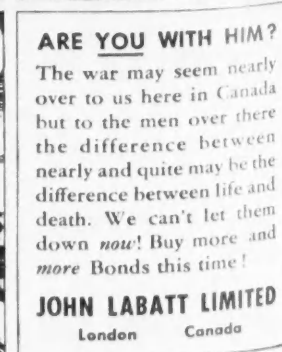 ARE YOU WITH HIM?
The war may seem nearly
over to us here in Canada
but to the men over there
the difference between
nearly and quite may be the
difference between life and
death. We can't let them
down now! Buy more and
more Bonds this time!
JOHN LABATT LIMITED
London Canada